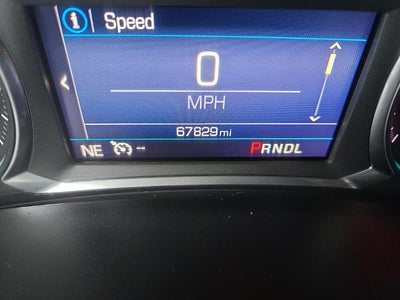 i Speed
0
MPH
67829 mi
NE -- PRNDL